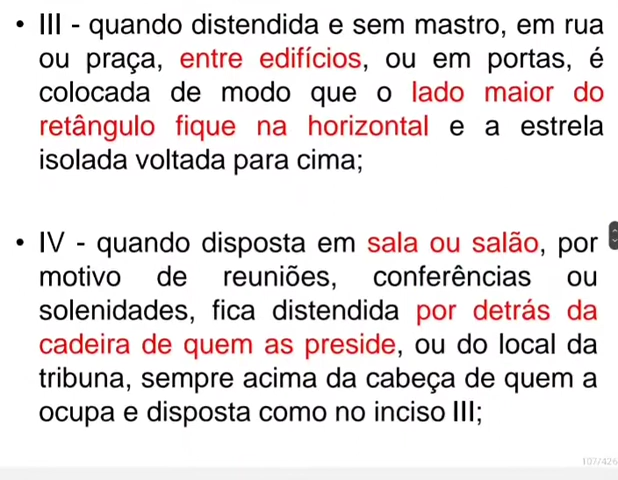 • III - quando distendida e sem mastro, em rua
ou praça, entre edifícios, ou em portas, é
colocada de modo que o lado maior do
retângulo fique na horizontal e a estrela
isolada voltada para cima;
• IV - quando disposta em sala ou salão, por
motivo de reuniões, conferências ou
solenidades, fica distendida por detrás da
cadeira de quem as preside, ou do local da
tribuna, sempre acima da cabeça de quem a
ocupa e disposta como no inciso III;
107/426